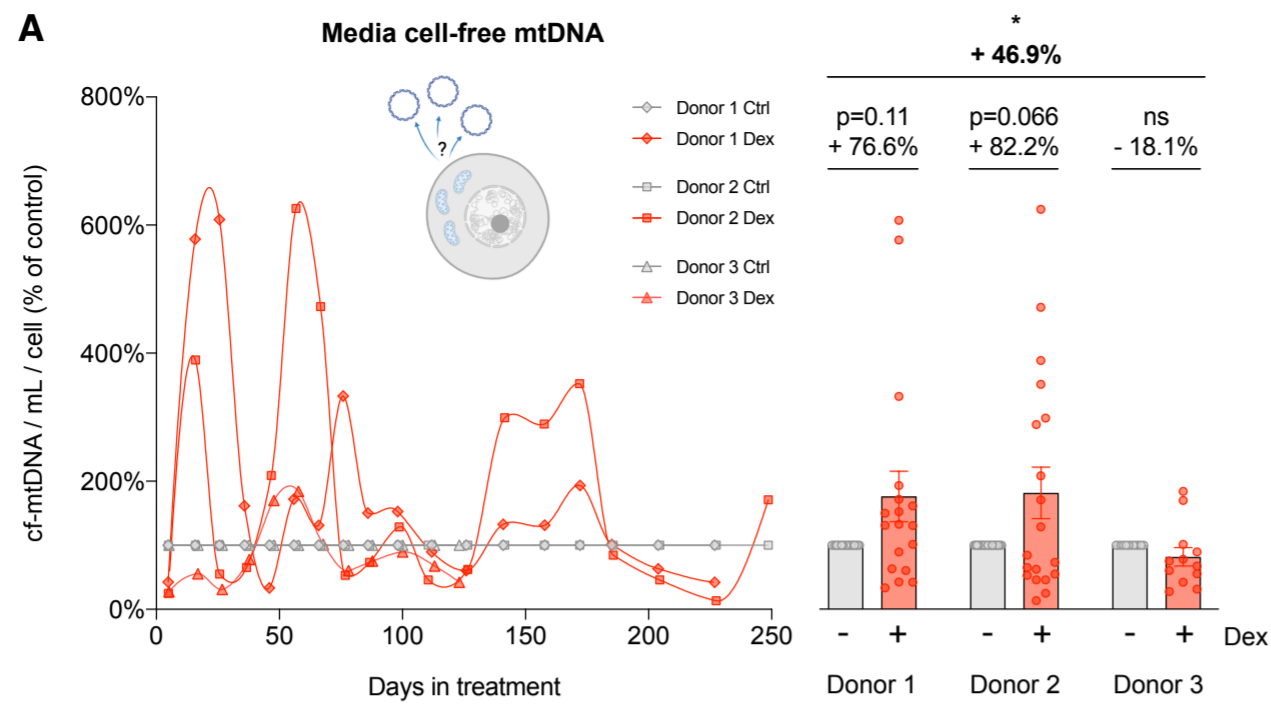 A
Media cell-free mtDNA
cf-mtDNA / mL / cell (% of control)
800%
600%
400%
200%
0%
0 50 100 150 200 250
Days in treatment
?
Donor 1 Ctrl
Donor 1 Dex
Donor 2 Ctrl
Donor 2 Dex
Donor 3 Ctrl
Donor 3 Dex
*
+ 46.9%
p=0.11 p=0.066 ns
+ 76.6% + 82.2% - 18.1%
- + - + - + Dex
Donor 1 Donor 2 Donor 3